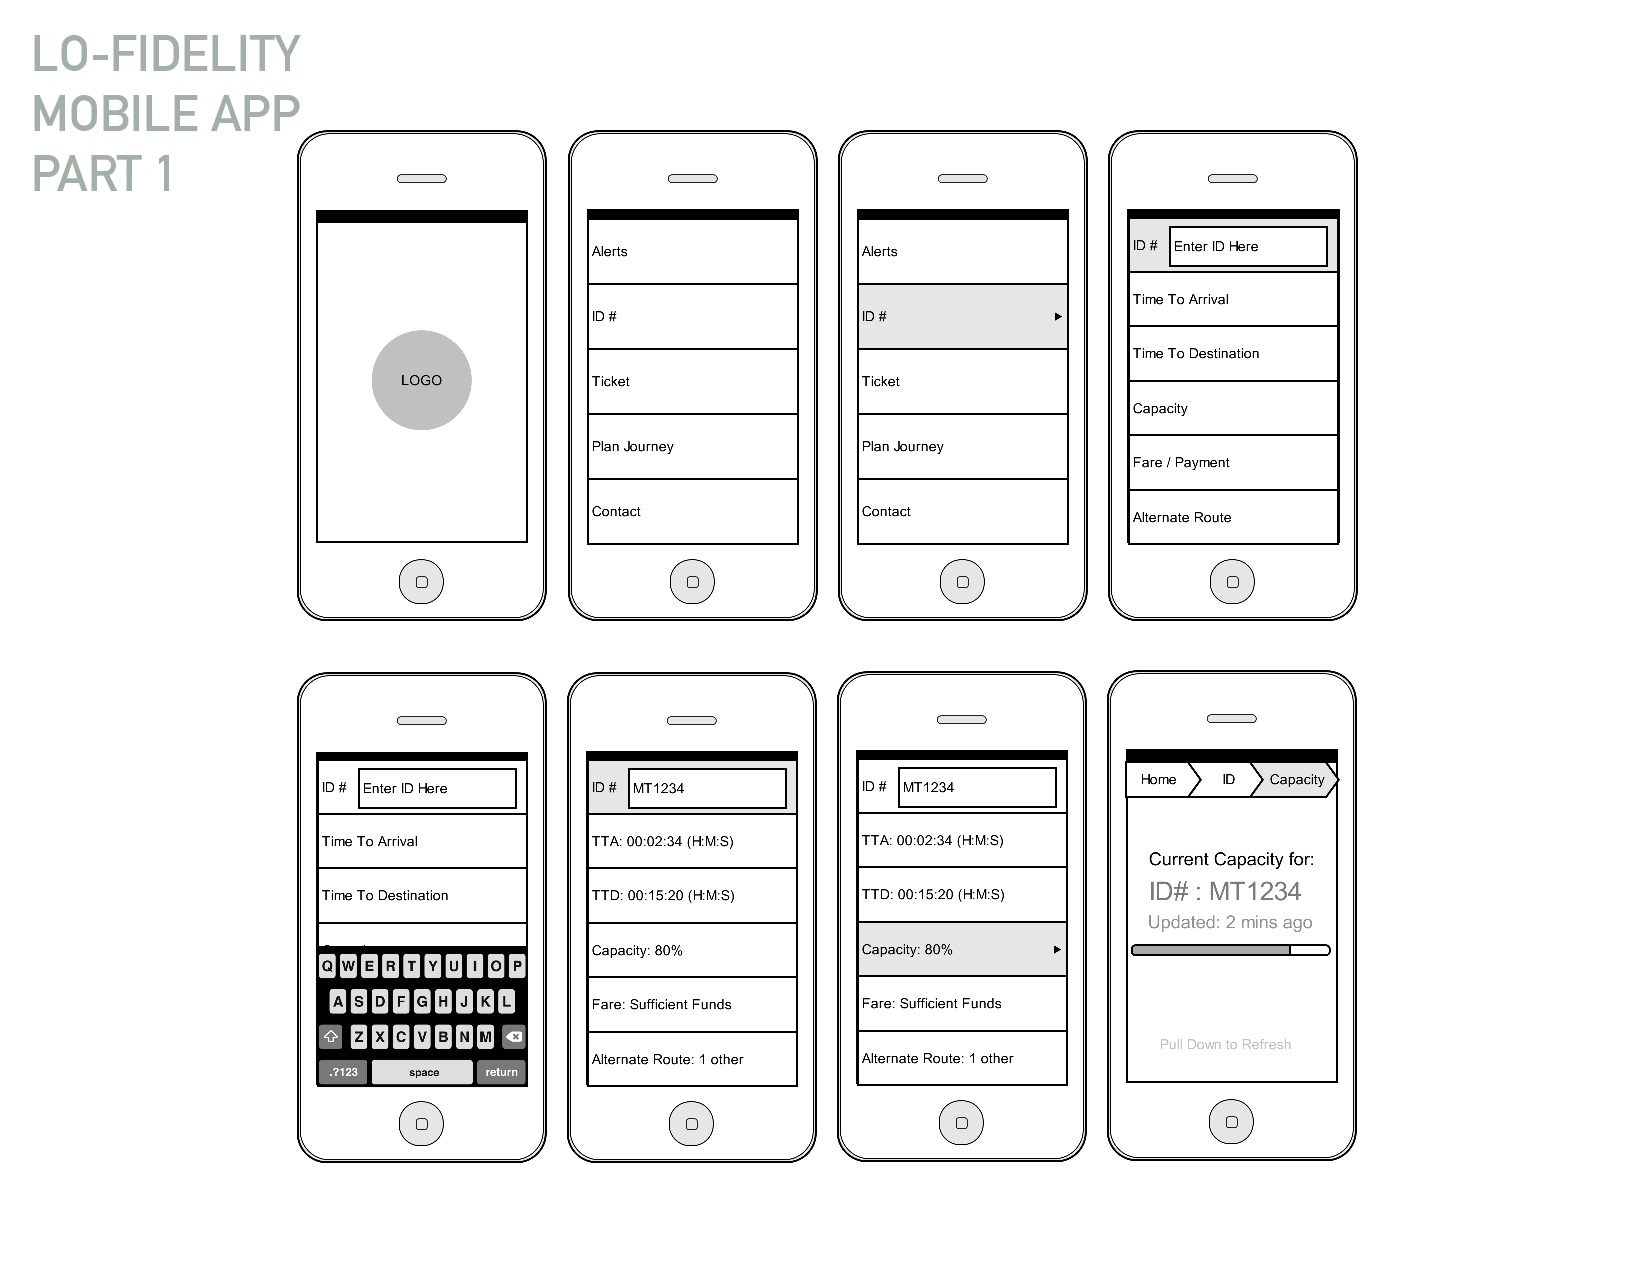 LO-FIDELITY
MOBILE APP
PART 1
LOGO
Alerts
ID #
Ticket
Plan Journey
Contact
Alerts
ID #
Ticket
Plan Journey
Contact
ID # Enter ID Here
Time To Arrival
Time To Destination
Capacity
Fare / Payment
Alternate Route
ID # Enter ID Here
Time To Arrival
Time To Destination
Q W E R T Y U I O P
A S D F G H J K L
Z X C V B N M
.?123 space return
ID # MT1234
TTA: 00:02:34 (H:M:S)
TTD: 00:15:20 (H:M:S)
Capacity: 80%
Fare: Sufficient Funds
Alternate Route: 1 other
ID # MT1234
TTA: 00:02:34 (H:M:S)
TTD: 00:15:20 (H:M:S)
Capacity: 80%
Fare: Sufficient Funds
Alternate Route: 1 other
Home ID Capacity
Current Capacity for:
ID# : MT1234
Updated: 2 mins ago
Pull Down to Refresh